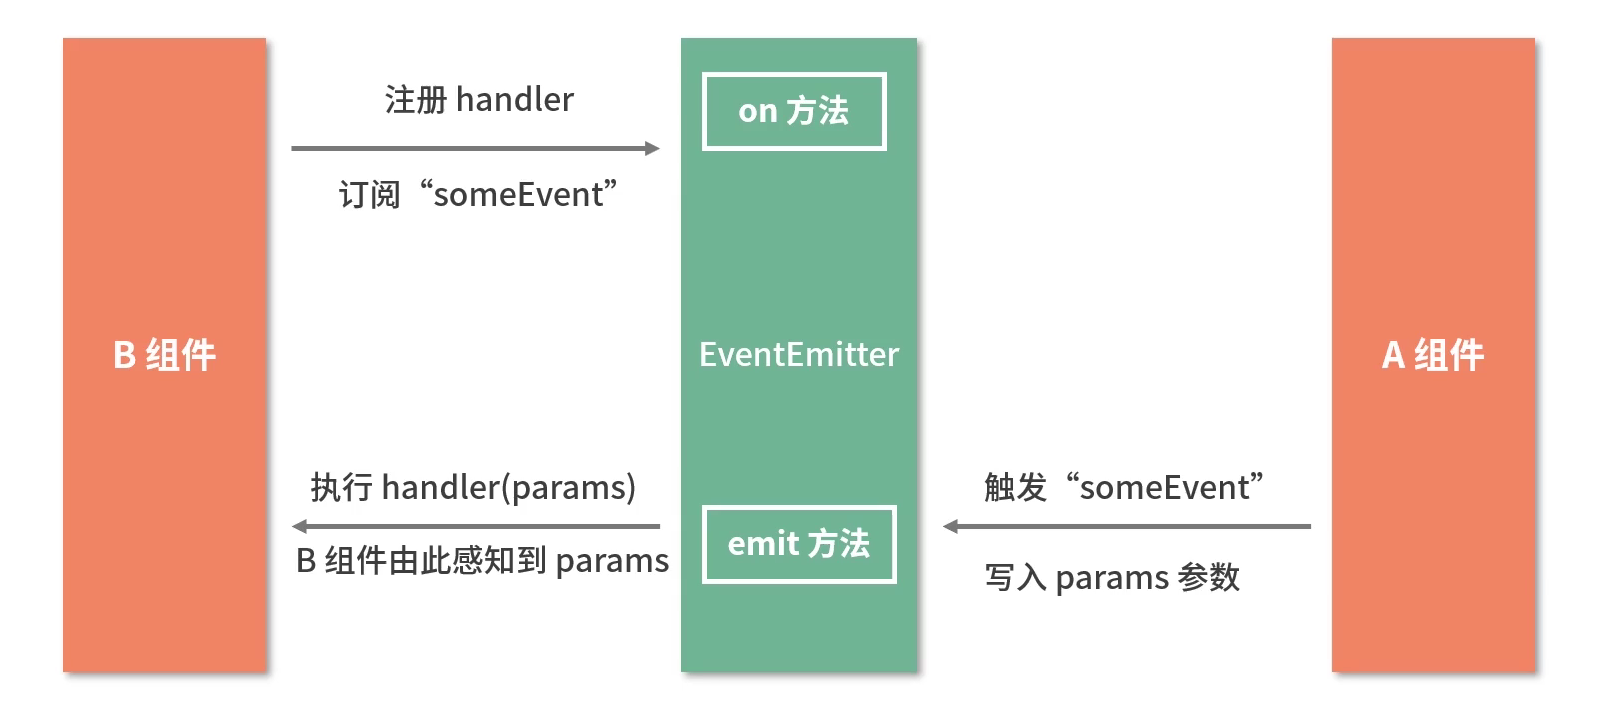 注册 handler
on 方法
订阅“someEvent”
B 组件
EventEmitter
A 组件
执行 handler(params)
触发“someEvent”
emit 方法
B 组件由此感知到 params
写入 params 参数